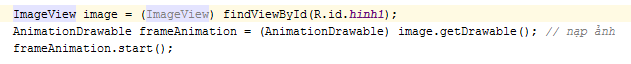 ImageView image = (ImageView) findViewById(R.id.hinh1);
AnimationDrawable frameAnimation = (AnimationDrawable) image.getDrawable(); // nạp ảnh
frameAnimation.start();